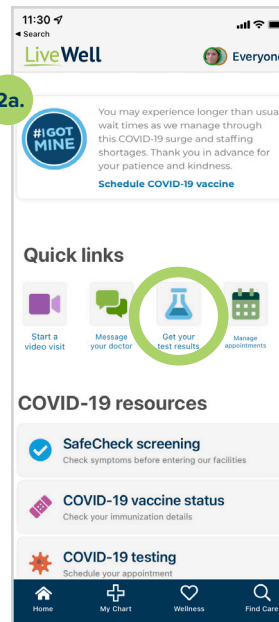 11:30
Search
LiveWell
Everyone
2a.
#IGOT
MINE
You may experience longer than usua
wait times as we manage through
this COVID-19 surge and staffing
shortages. Thank you in advance for
your patience and kindness.
Schedule COVID-19 vaccine
Quick links
Start a
video visit
Message
your doctor
Get your
test results
Manage
appointments
COVID-19 resources
SafeCheck screening
Check symptoms before entering our facilities
COVID-19 vaccine status
Check your immunization details
COVID-19 testing
Schedule your appointment
Home
My Chart
Wellness
Find Care